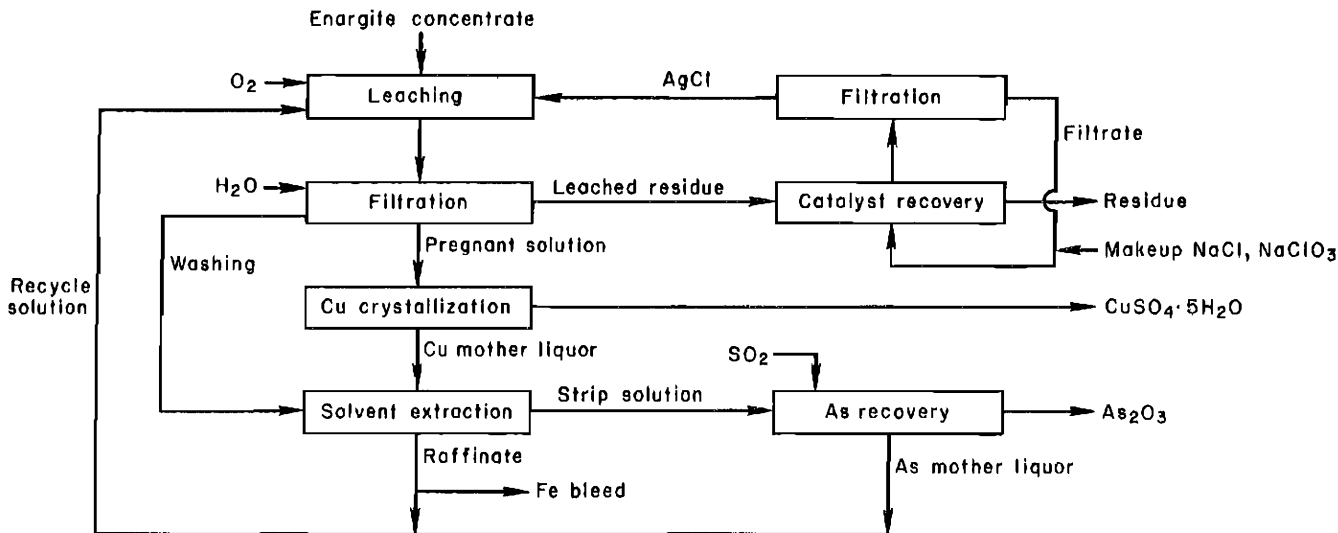 Enargite concentrate
O2
Leaching
AgCl
Filtration
Filtrate
H2O
Filtration
Leached residue
Catalyst recovery
Residue
Pregnant solution
Washing
Makeup NaCl, NaClO3
Recycle
solution
Cu crystallization
CuSO4·5H2O
Cu mother liquor
SO2
Solvent extraction
Strip solution
As recovery
As2O3
Raffinate
As mother liquor
Fe bleed